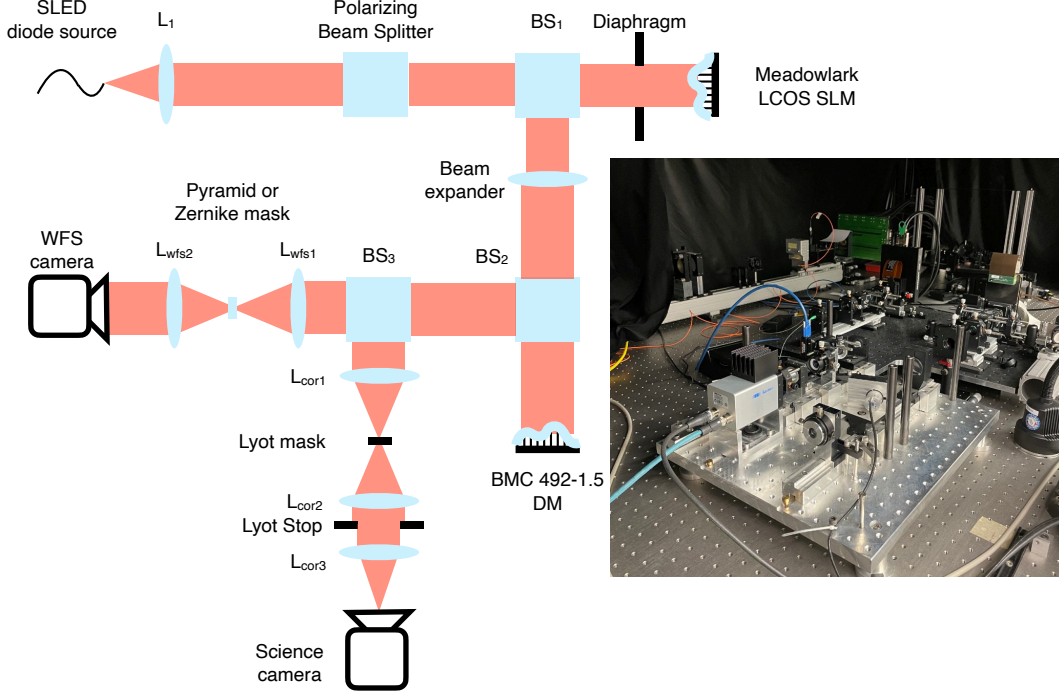 SLED
diode source
L1
Polarizing
Beam Splitter
BS1
Diaphragm
Meadowlark
LCOS SLM
Beam
expander
Pyramid or
Zernike mask
WFS
camera
Lwfs2
Lwfs1
BS3
BS2
Lcor1
Lyot mask
BMC 492-1.5
DM
Lcor2
Lyot Stop
Lcor3
Science
camera